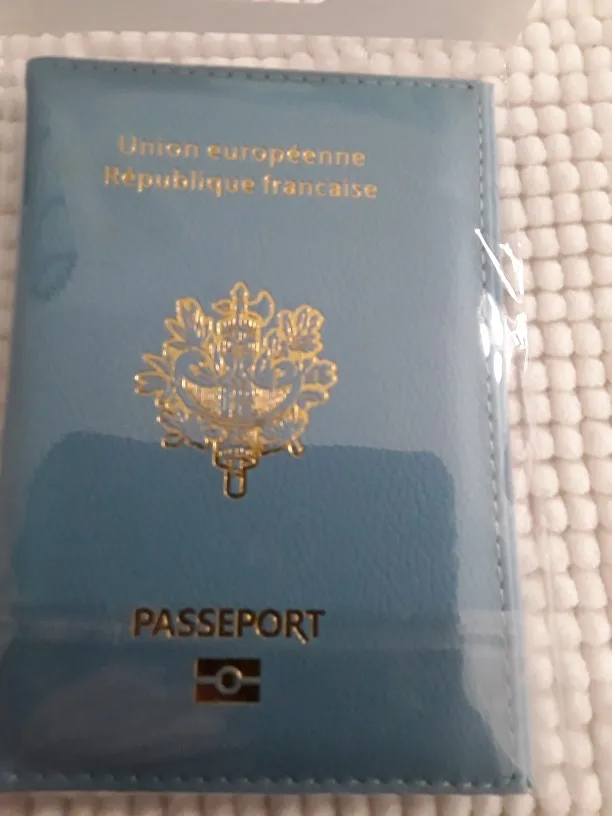 Union européenne
République francaise
PASSEPORT